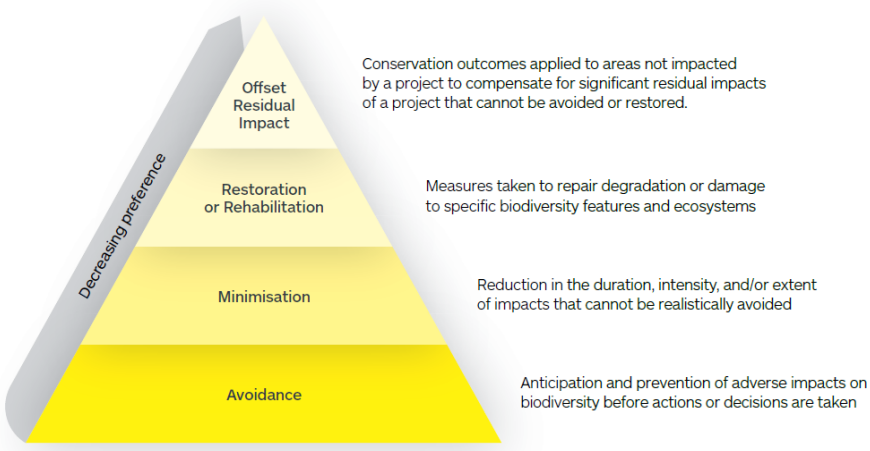 Decreasing preference
Offset
Residual
Impact
Conservation outcomes applied to areas not impacted
by a project to compensate for significant residual impacts
of a project that cannot be avoided or restored.
Restoration
or Rehabilitation
Measures taken to repair degradation or damage
to specific biodiversity features and ecosystems
Minimisation
Reduction in the duration, intensity, and/or extent
of impacts that cannot be realistically avoided
Avoidance
Anticipation and prevention of adverse impacts on
biodiversity before actions or decisions are taken